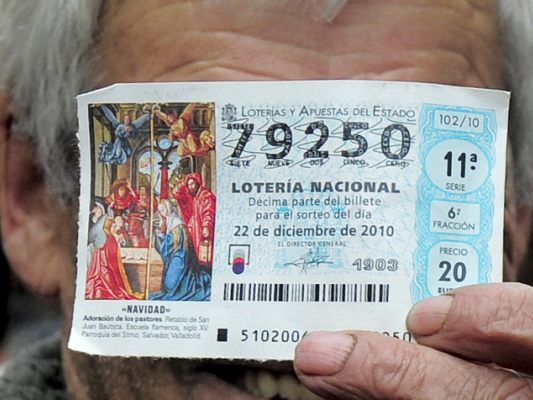 LOTERÍAS Y APUESTAS DEL ESTADO
79250
SIETE NUEVE DOS CINCO CERO
LOTERÍA NACIONAL
Décima parte del billete
para el sorteo del día
22 de diciembre de 2010
EL DIRECTOR GENERAL
1903
102/10
11ª
SERIE
6ª
FRACCIÓN
PRECIO
20
«NAVIDAD»
Adoración de los pastores. Retablo de San
Juan Bautista. Escuela flamenca, siglo XV.
Parroquia del Stmo. Salvador, Valladolid.
5102006